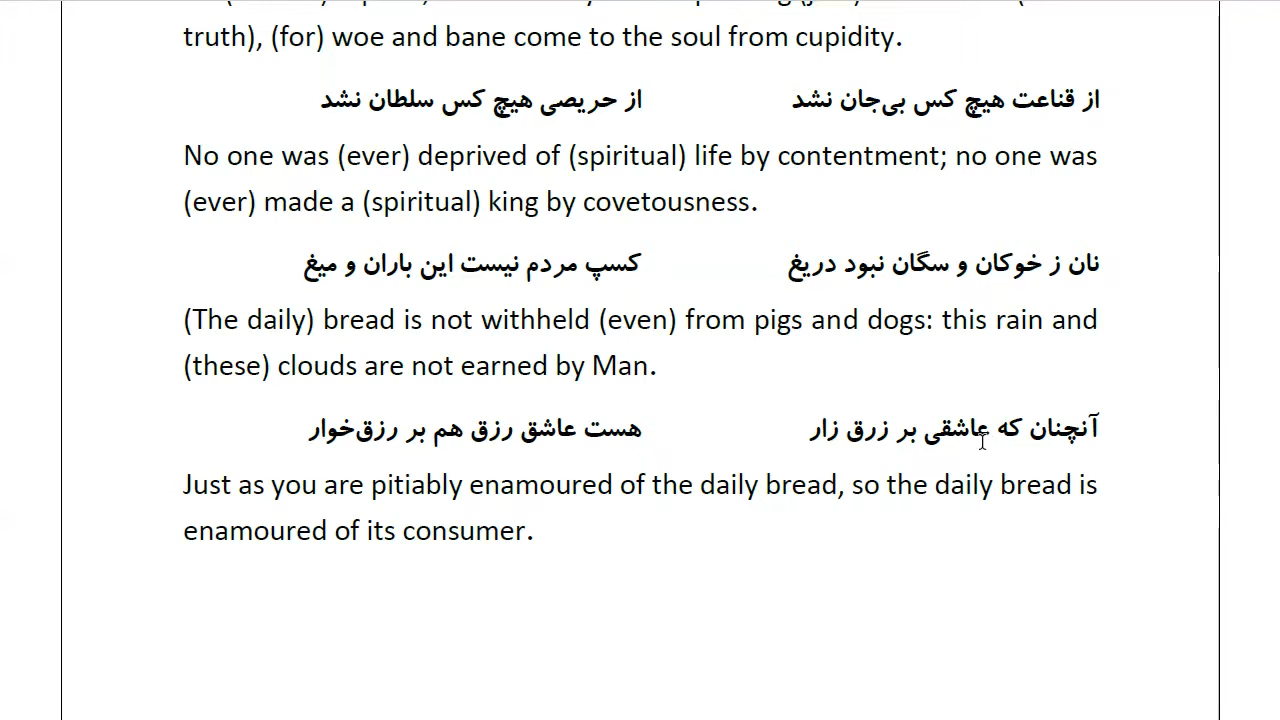 truth), (for) woe and bane come to the soul from cupidity.
از قناعت هیچ کس بی‌جان نشد از حریصی هیچ کس سلطان نشد
No one was (ever) deprived of (spiritual) life by contentment; no one was
(ever) made a (spiritual) king by covetousness.
نان ز خوکان و سگان نبود دریغ کسپ مردم نیست این باران و میغ
(The daily) bread is not withheld (even) from pigs and dogs: this rain and
(these) clouds are not earned by Man.
آنچنان که عاشقی بر زرق زار هست عاشق رزق هم بر رزق‌خوار
Just as you are pitiably enamoured of the daily bread, so the daily bread is
enamoured of its consumer.